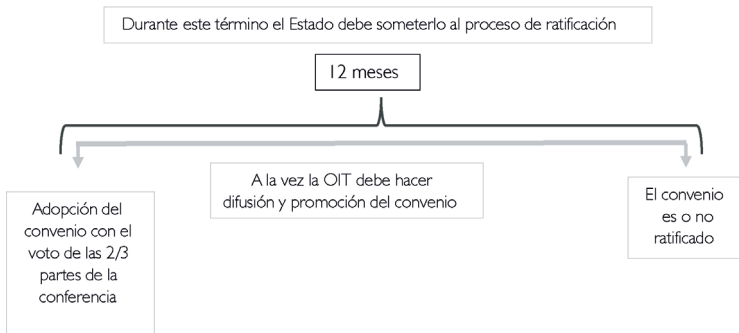 Durante este término el Estado debe someterlo al proceso de ratificación
12 meses
A la vez la OIT debe hacer
difusión y promoción del convenio
Adopción del
convenio con el
voto de las 2/3
partes de la
conferencia
El convenio
es o no
ratificado